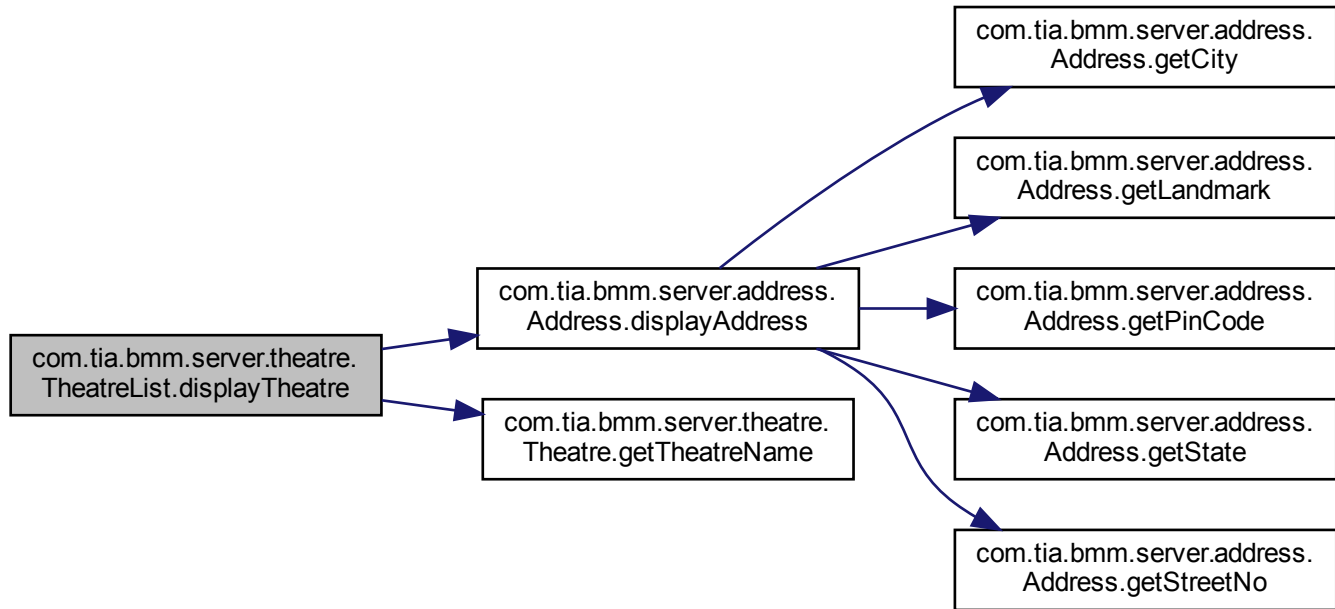 com.tia.bmm.server.theatre.
TheatreList.displayTheatre
com.tia.bmm.server.address.
Address.displayAddress
com.tia.bmm.server.theatre.
Theatre.getTheatreName
com.tia.bmm.server.address.
Address.getCity
com.tia.bmm.server.address.
Address.getLandmark
com.tia.bmm.server.address.
Address.getPinCode
com.tia.bmm.server.address.
Address.getState
com.tia.bmm.server.address.
Address.getStreetNo